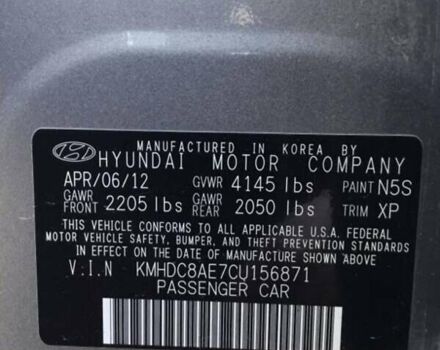 MANUFACTURED IN KOREA BY
HYUNDAI MOTOR COMPANY
APR/06/12 GVWR 4145 lbs PAINT N5S
GAWR FRONT 2205 lbs GAWR REAR 2050 lbs TRIM XP
THIS VEHICLE CONFORMS TO ALL APPLICABLE U.S.A. FEDERAL
MOTOR VEHICLE SAFETY, BUMPER, AND THEFT PREVENTION STANDARDS
IN EFFECT ON THE DATE OF MANUFACTURE SHOWN ABOVE.
V.I.N KMHDC8AE7CU156871
PASSENGER CAR